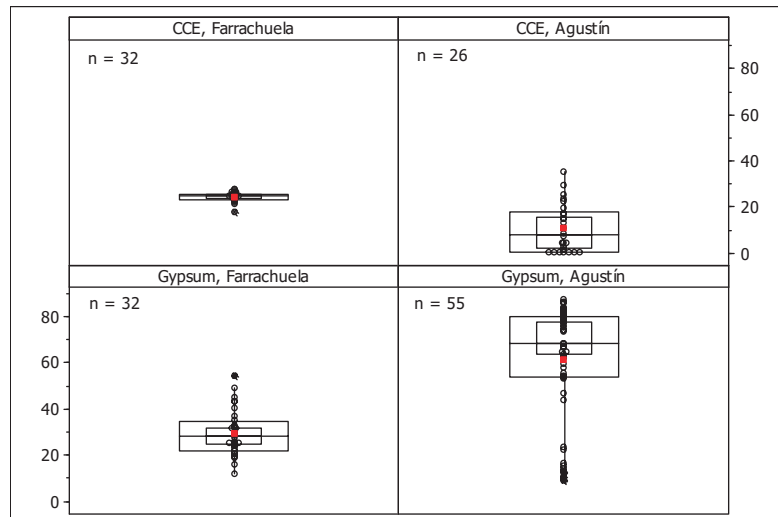 CCE, Farrachuela
CCE, Agustín
n = 32
n = 26
80
60
40
20
0
Gypsum, Farrachuela
Gypsum, Agustín
n = 32
n = 55
80
60
40
20
0